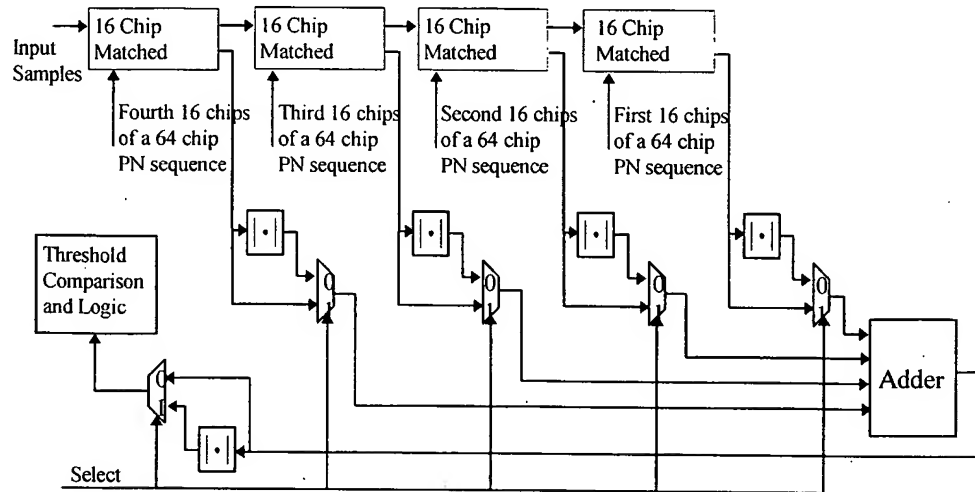 Input
Samples
16 Chip
Matched
16 Chip
Matched
16 Chip
Matched
16 Chip
Matched
Fourth 16 chips
of a 64 chip
PN sequence
Third 16 chips
of a 64 chip
PN sequence
Second 16 chips
of a 64 chip
PN sequence
First 16 chips
of a 64 chip
PN sequence
|•|
|•|
|•|
|•|
Threshold
Comparison
and Logic
0
1
0
1
0
1
0
1
Adder
0
1
|•|
Select